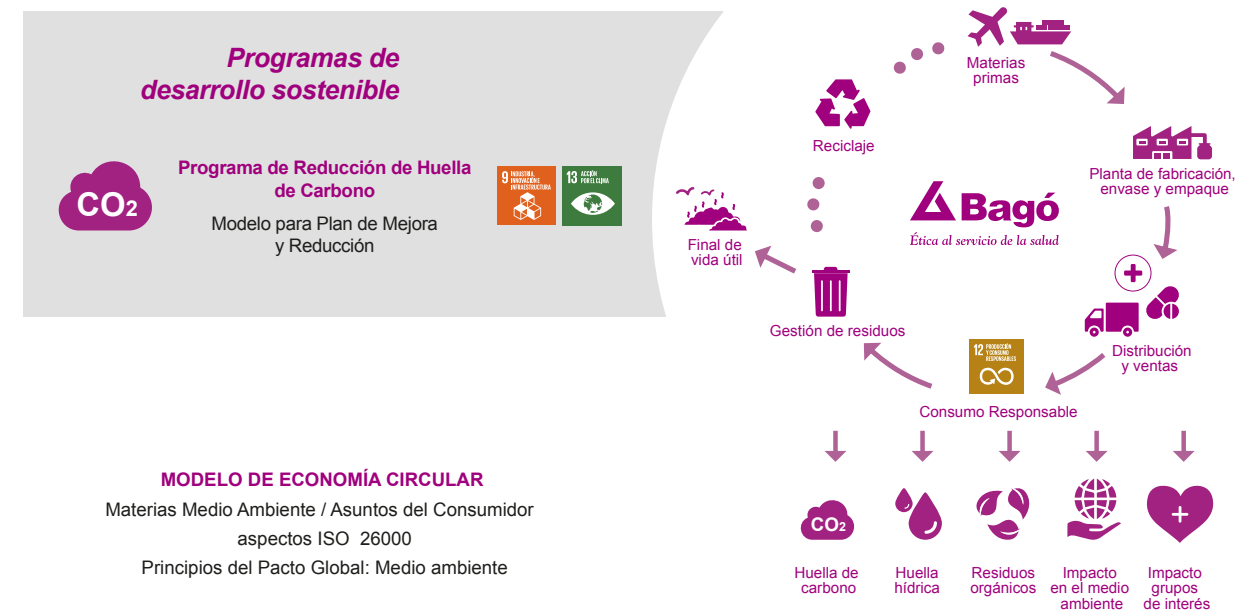 Programas de
desarrollo sostenible
CO2
Programa de Reducción de Huella
de Carbono
Modelo para Plan de Mejora
y Reducción
9 INDUSTRIA,
INNOVACIÓN E
INFRAESTRUCTURA
13 ACCIÓN
POR EL CLIMA
MODELO DE ECONOMÍA CIRCULAR
Materias Medio Ambiente / Asuntos del Consumidor
aspectos ISO 26000
Principios del Pacto Global: Medio ambiente
Materias
primas
Planta de fabricación,
envase y empaque
Distribución
y ventas
12 PRODUCCIÓN
Y CONSUMO
RESPONSABLES
Consumo Responsable
Gestión de residuos
Final de
vida útil
Reciclaje
Bagó
Ética al servicio de la salud
CO2
Huella de
carbono
Huella
hídrica
Residuos
orgánicos
Impacto
en el medio
ambiente
Impacto
grupos
de interés